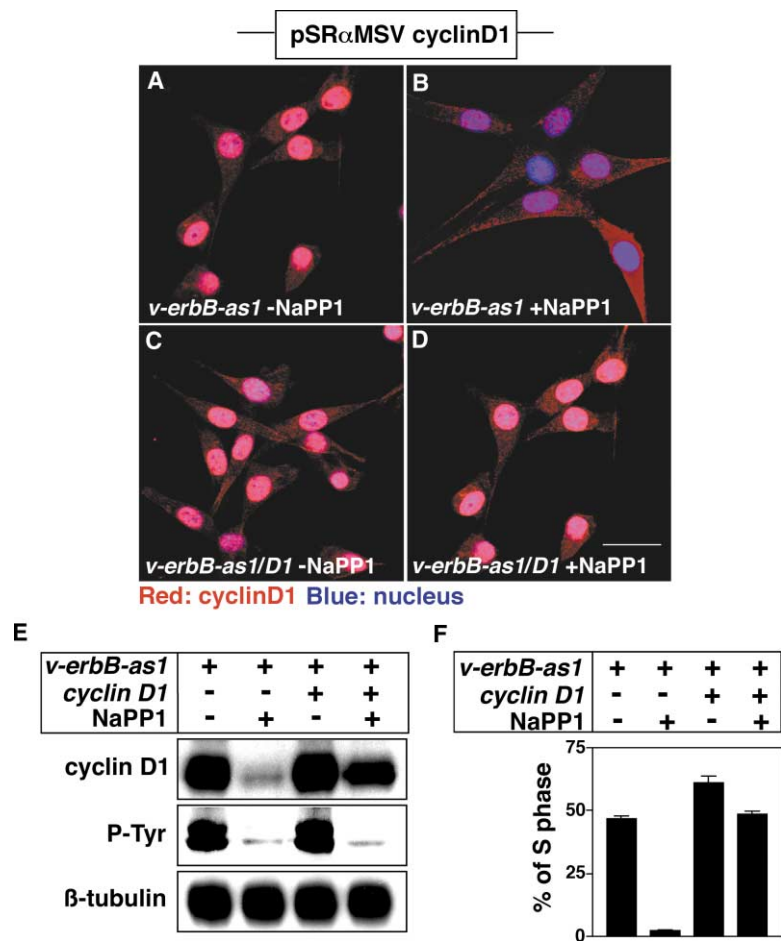 pSRαMSV cyclinD1
A
B
v-erbB-as1 -NaPP1
v-erbB-as1 +NaPP1
C
D
v-erbB-as1/D1 -NaPP1
v-erbB-as1/D1 +NaPP1
Red: cyclinD1 Blue: nucleus
E
v-erbB-as1 + + + +
cyclin D1 - - + +
NaPP1 - + - +
cyclin D1
P-Tyr
ß-tubulin
F
v-erbB-as1 + + + +
cyclin D1 - - + +
NaPP1 - + - +
% of S phase
75
50
25
0